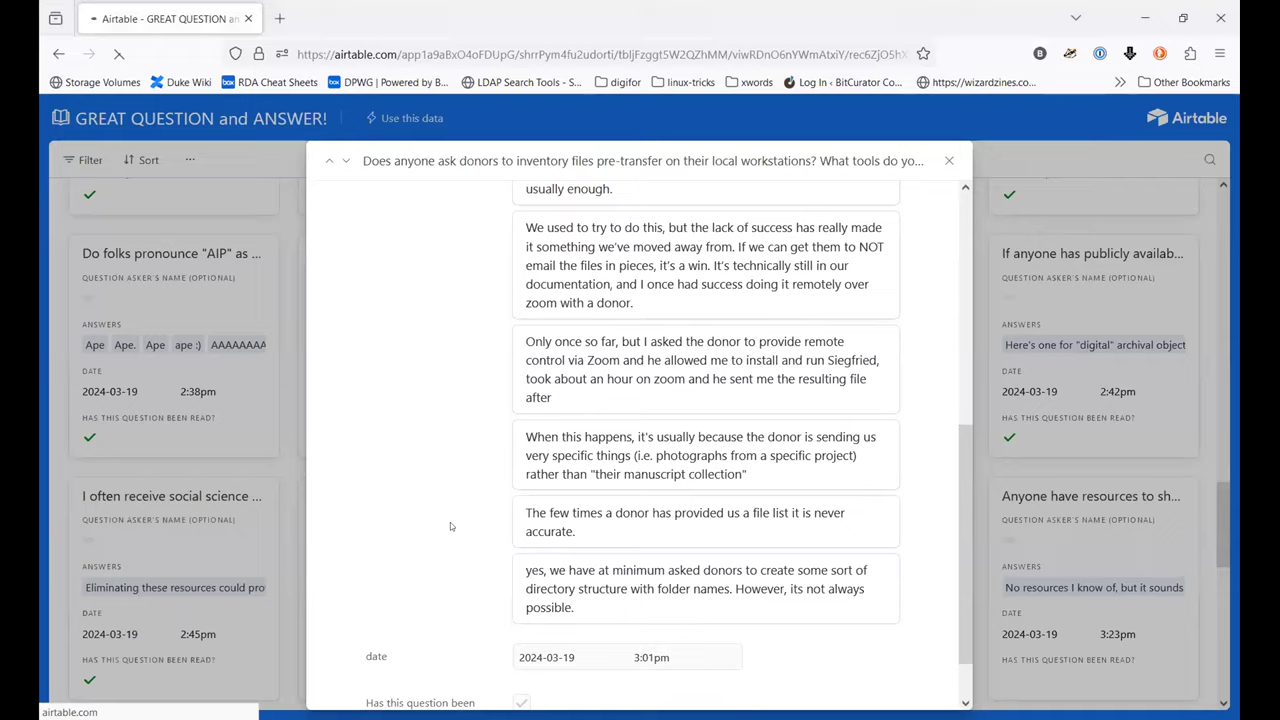 Airtable - GREAT QUESTION an
https://airtable.com/app1a9aBxO4oFDUpG/shrrPym4fu2udorti/tbljFzggt5W2QZhMM/viwRDnO6nYWmAtxiY/rec6ZjO5hX
Storage Volumes Duke Wiki RDA Cheat Sheets DPWG | Powered by B... LDAP Search Tools - S... digifor linux-tricks xwords Log In ‹ BitCurator Co... https://wizardzines.co... Other Bookmarks
GREAT QUESTION and ANSWER! Use this data Airtable
Filter Sort ...
Does anyone ask donors to inventory files pre-transfer on their local workstations? What tools do yo...
usually enough.
We used to try to do this, but the lack of success has really made
it something we've moved away from. If we can get them to NOT
email the files in pieces, it's a win. It's technically still in our
documentation, and I once had success doing it remotely over
zoom with a donor.
Only once so far, but I asked the donor to provide remote
control via Zoom and he allowed me to install and run Siegfried,
took about an hour on zoom and he sent me the resulting file
after
When this happens, it's usually because the donor is sending us
very specific things (i.e. photographs from a specific project)
rather than "their manuscript collection"
The few times a donor has provided us a file list it is never
accurate.
yes, we have at minimum asked donors to create some sort of
directory structure with folder names. However, its not always
possible.
date 2024-03-19 3:01pm
Has this question been
Do folks pronounce "AIP" as ...
QUESTION ASKER'S NAME (OPTIONAL)
ANSWERS
Ape Ape. Ape ape :) AAAAAAA
DATE
2024-03-19 2:38pm
HAS THIS QUESTION BEEN READ?
I often receive social science ...
QUESTION ASKER'S NAME (OPTIONAL)
ANSWERS
Eliminating these resources could pro
DATE
2024-03-19 2:45pm
HAS THIS QUESTION BEEN READ?
If anyone has publicly availab...
QUESTION ASKER'S NAME (OPTIONAL)
ANSWERS
Here's one for "digital" archival object
DATE
2024-03-19 2:42pm
HAS THIS QUESTION BEEN READ?
Anyone have resources to sh...
QUESTION ASKER'S NAME (OPTIONAL)
ANSWERS
No resources I know of, but it sounds
DATE
2024-03-19 3:23pm
HAS THIS QUESTION BEEN READ?
airtable.com